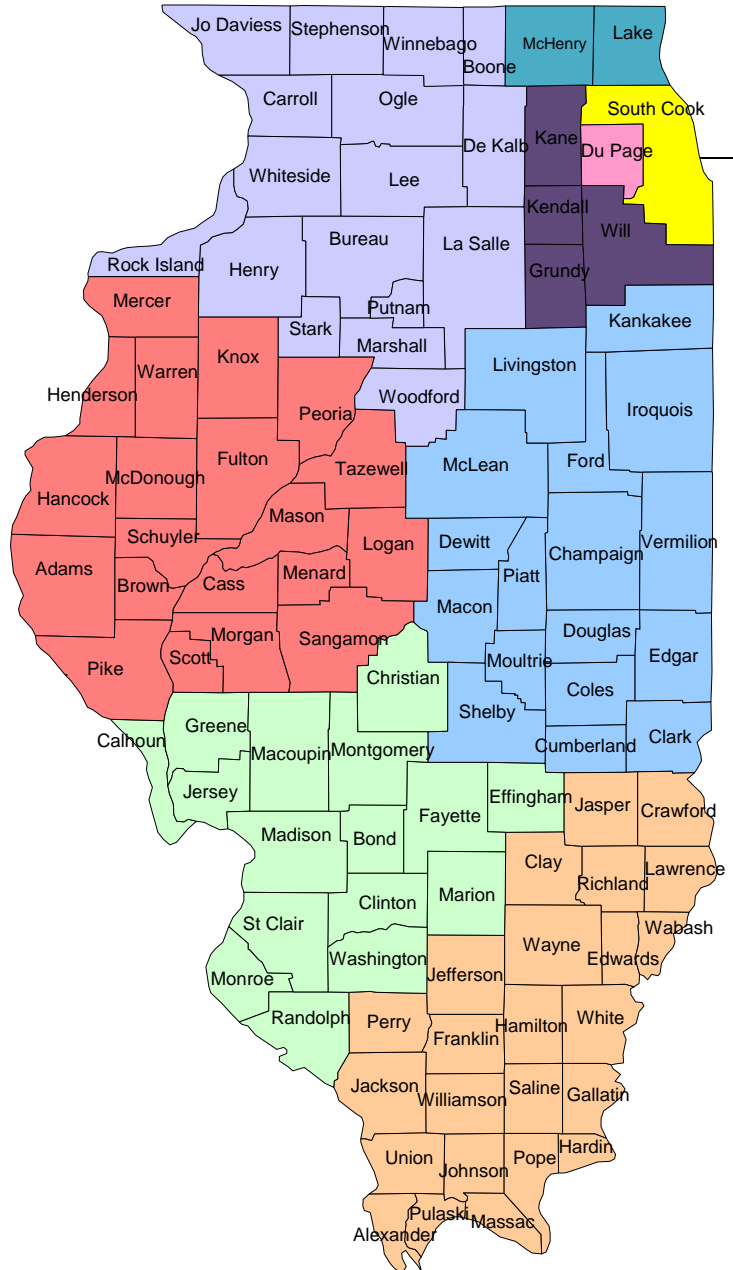 Jo Daviess
Stephenson
Winnebago
Boone
McHenry
Lake
Carroll
Ogle
De Kalb
Kane
South Cook
Du Page
Whiteside
Lee
Kendall
Will
Bureau
La Salle
Rock Island
Henry
Grundy
Putnam
Mercer
Stark
Marshall
Kankakee
Knox
Livingston
Warren
Henderson
Peoria
Woodford
Iroquois
Fulton
Tazewell
McLean
Ford
McDonough
Hancock
Mason
Schuyler
Logan
Dewitt
Champaign
Vermilion
Adams
Brown
Cass
Menard
Piatt
Macon
Morgan
Sangamon
Douglas
Scott
Moultrie
Edgar
Pike
Christian
Coles
Shelby
Greene
Calhoun
Macoupin
Montgomery
Cumberland
Clark
Jersey
Effingham
Jasper
Crawford
Fayette
Madison
Bond
Clay
Lawrence
Richland
Clinton
Marion
St Clair
Wabash
Wayne
Washington
Edwards
Jefferson
Monroe
Randolph
Perry
Franklin
Hamilton
White
Jackson
Williamson
Saline
Gallatin
Hardin
Union
Johnson
Pope
Pulaski
Massac
Alexander